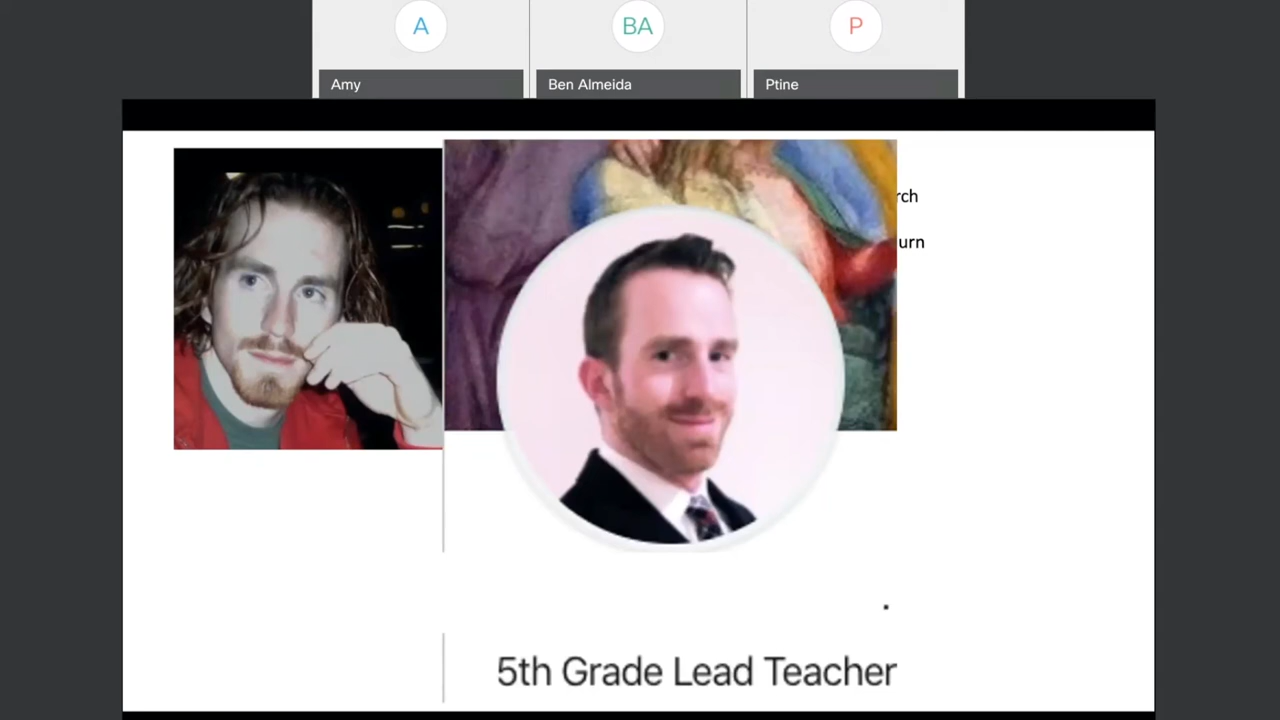 A
BA
P
Amy
Ben Almeida
Ptine
rch
urn
5th Grade Lead Teacher